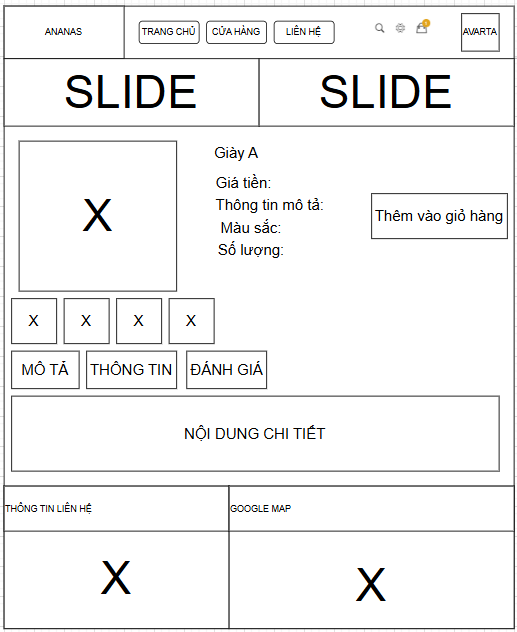 ANANAS
TRANG CHỦ
CỬA HÀNG
LIÊN HỆ
AVARTA
SLIDE
SLIDE
X
Giày A
Giá tiền:
Thông tin mô tả:
Màu sắc:
Số lượng:
Thêm vào giỏ hàng
X
X
X
X
MÔ TẢ
THÔNG TIN
ĐÁNH GIÁ
NỘI DUNG CHI TIẾT
THÔNG TIN LIÊN HỆ
GOOGLE MAP
X
X